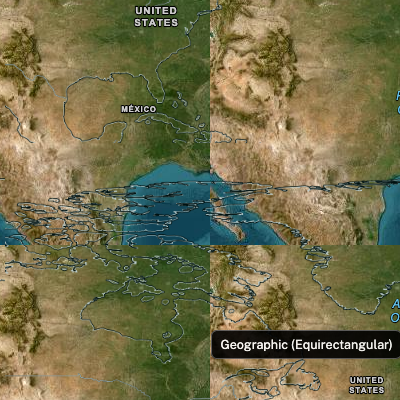 UNITED
STATES
MÉXICO
Geographic (Equirectangular)
UNITED
STATES